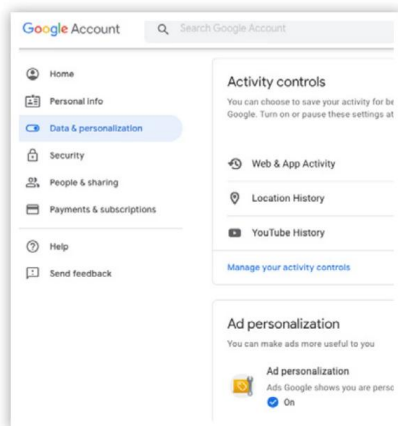 Google Account
Search Google Account
Home
Personal info
Data & personalization
Security
People & sharing
Payments & subscriptions
Help
Send feedback
Activity controls
You can choose to save your activity for be
Google. Turn on or pause these settings at
Web & App Activity
Location History
YouTube History
Manage your activity controls
Ad personalization
You can make ads more useful to you
Ad personalization
Ads Google shows you are perso
On